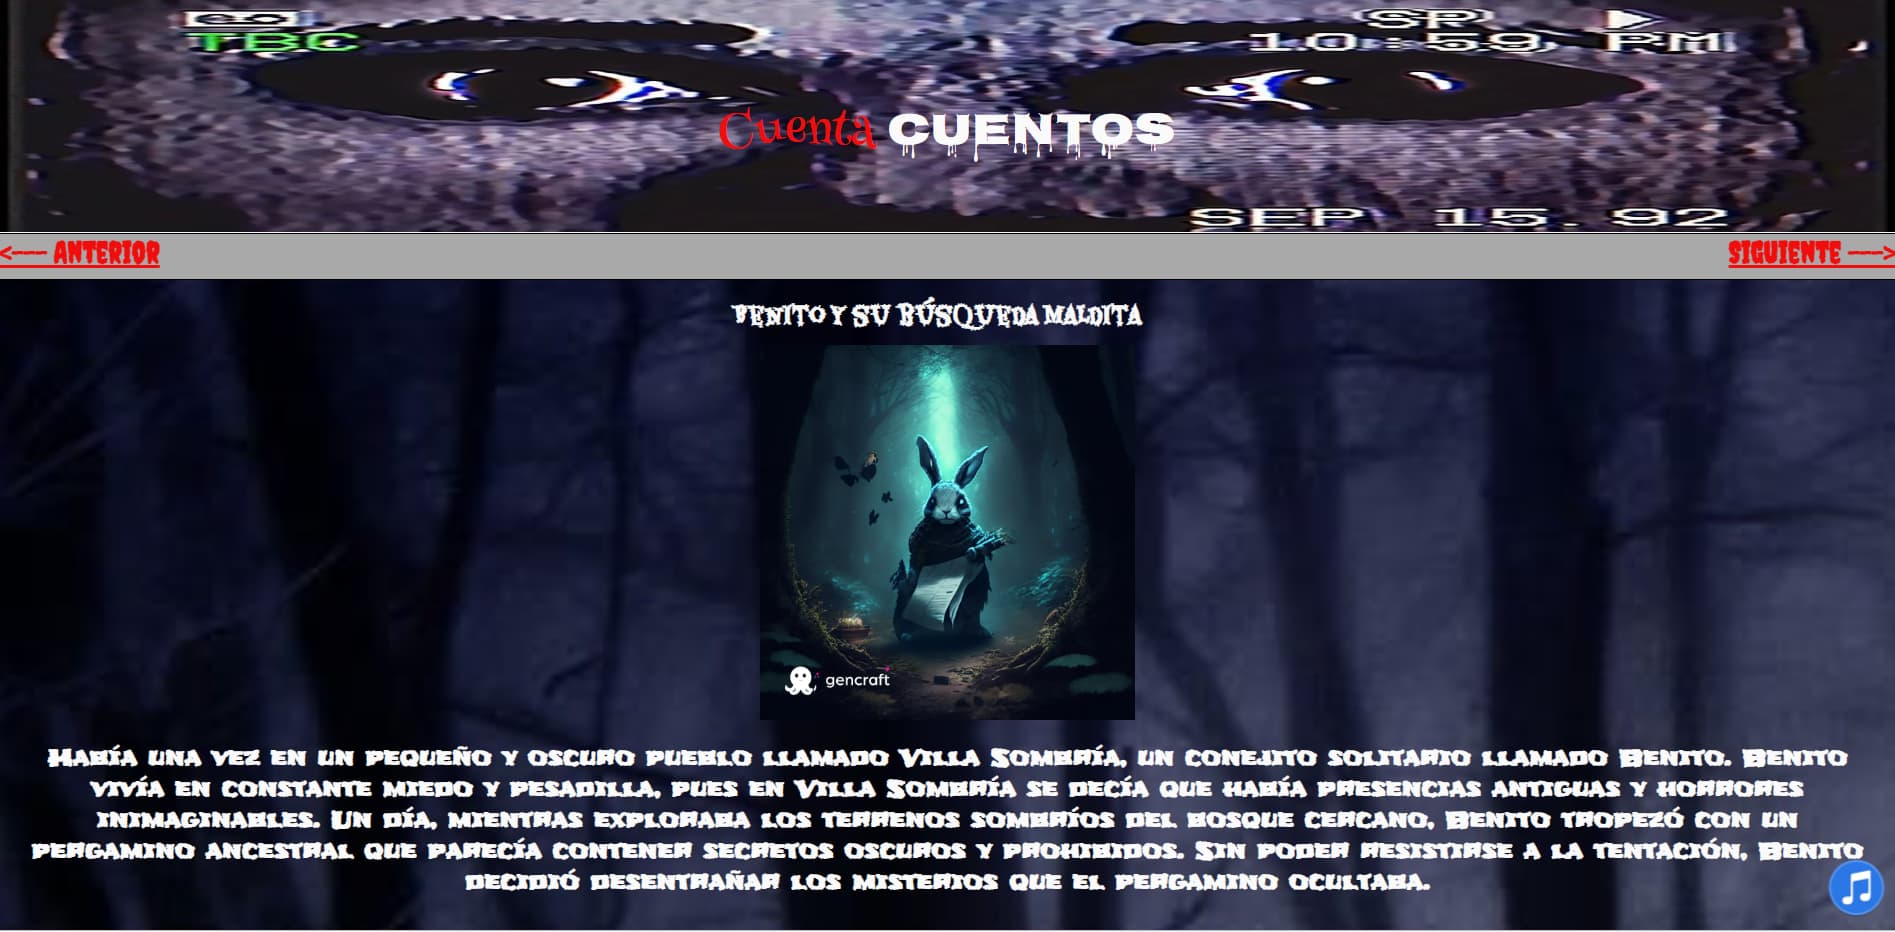 TBC
SP
10:59 PM
Cuenta CUENTOS
SEP 15. 92
<--- ANTERIOR
SIGUIENTE --->
BENITO Y SU BÚSQUEDA MALDITA
gencraft
Había una vez en un pequeño y oscuro pueblo llamado Villa Sombría, un conejito solitario llamado Benito. Benito
vivía en constante miedo y pesadilla, pues en Villa Sombría se decía que había presencias antiguas y horrores
inimaginables. Un día, mientras exploraba los terrenos sombríos del bosque cercano, Benito tropezó con un
pergamino ancestral que parecía contener secretos oscuros y prohibidos. Sin poder resistirse a la tentación, Benito
decidió desentrañar los misterios que el pergamino ocultaba.